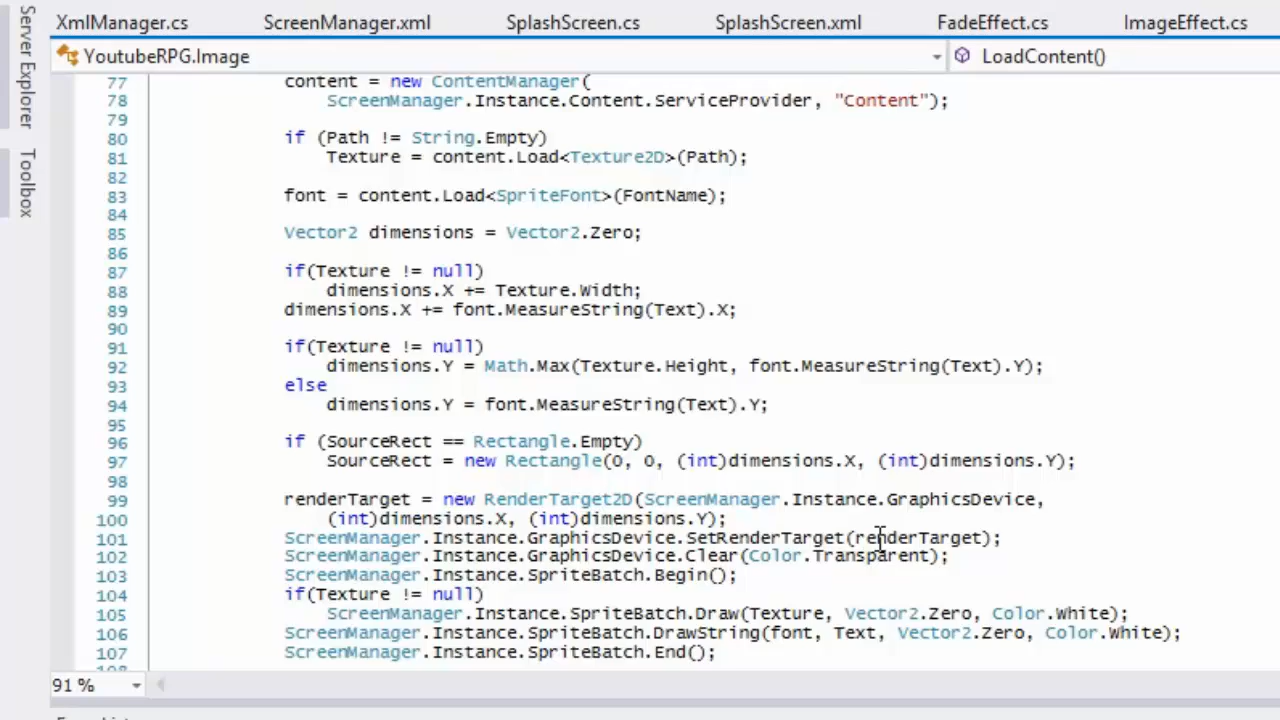 Server Explorer
Toolbox
XmlManager.cs ScreenManager.xml SplashScreen.cs SplashScreen.xml FadeEffect.cs ImageEffect.cs
YoutubeRPG.Image LoadContent()
77 content = new ContentManager(
78 ScreenManager.Instance.Content.ServiceProvider, "Content");
79
80 if (Path != String.Empty)
81 Texture = content.Load<Texture2D>(Path);
82
83 font = content.Load<SpriteFont>(FontName);
84
85 Vector2 dimensions = Vector2.Zero;
86
87 if(Texture != null)
88 dimensions.X += Texture.Width;
89 dimensions.X += font.MeasureString(Text).X;
90
91 if(Texture != null)
92 dimensions.Y = Math.Max(Texture.Height, font.MeasureString(Text).Y);
93 else
94 dimensions.Y = font.MeasureString(Text).Y;
95
96 if (SourceRect == Rectangle.Empty)
97 SourceRect = new Rectangle(0, 0, (int)dimensions.X, (int)dimensions.Y);
98
99 renderTarget = new RenderTarget2D(ScreenManager.Instance.GraphicsDevice,
100 (int)dimensions.X, (int)dimensions.Y);
101 ScreenManager.Instance.GraphicsDevice.SetRenderTarget(renderTarget);
102 ScreenManager.Instance.GraphicsDevice.Clear(Color.Transparent);
103 ScreenManager.Instance.SpriteBatch.Begin();
104 if(Texture != null)
105 ScreenManager.Instance.SpriteBatch.Draw(Texture, Vector2.Zero, Color.White);
106 ScreenManager.Instance.SpriteBatch.DrawString(font, Text, Vector2.Zero, Color.White);
107 ScreenManager.Instance.SpriteBatch.End();
91 %